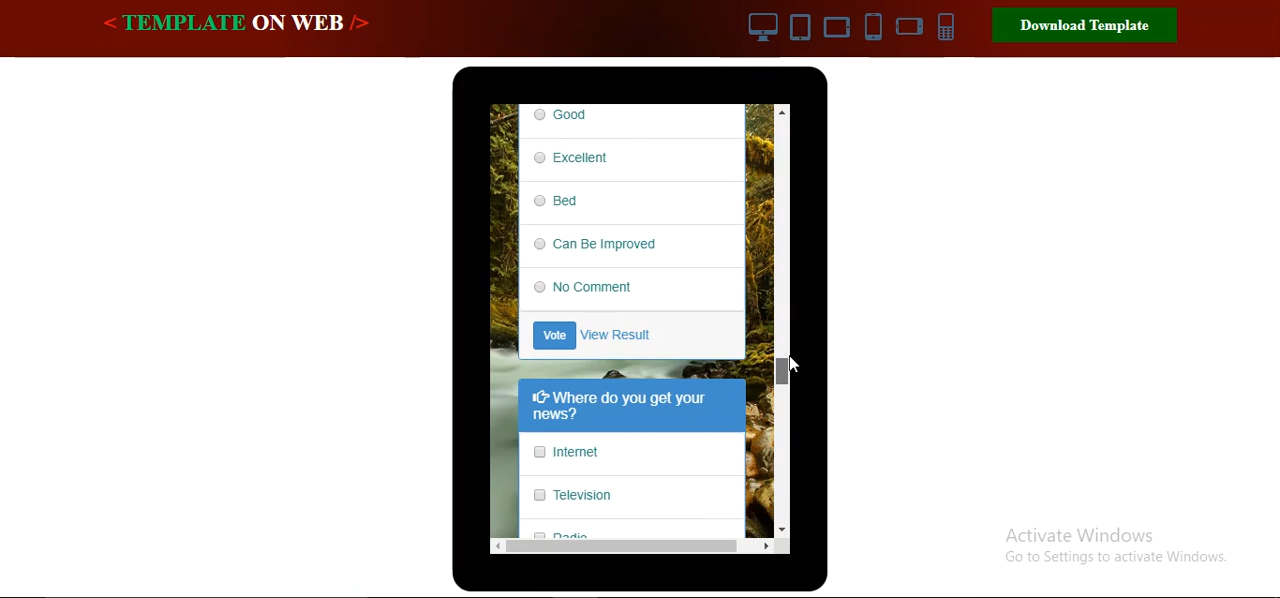 < TEMPLATE ON WEB />
Download Template
Good
Excellent
Bed
Can Be Improved
No Comment
Vote View Result
Where do you get your
news?
Internet
Television
Radio
Activate Windows
Go to Settings to activate Windows.